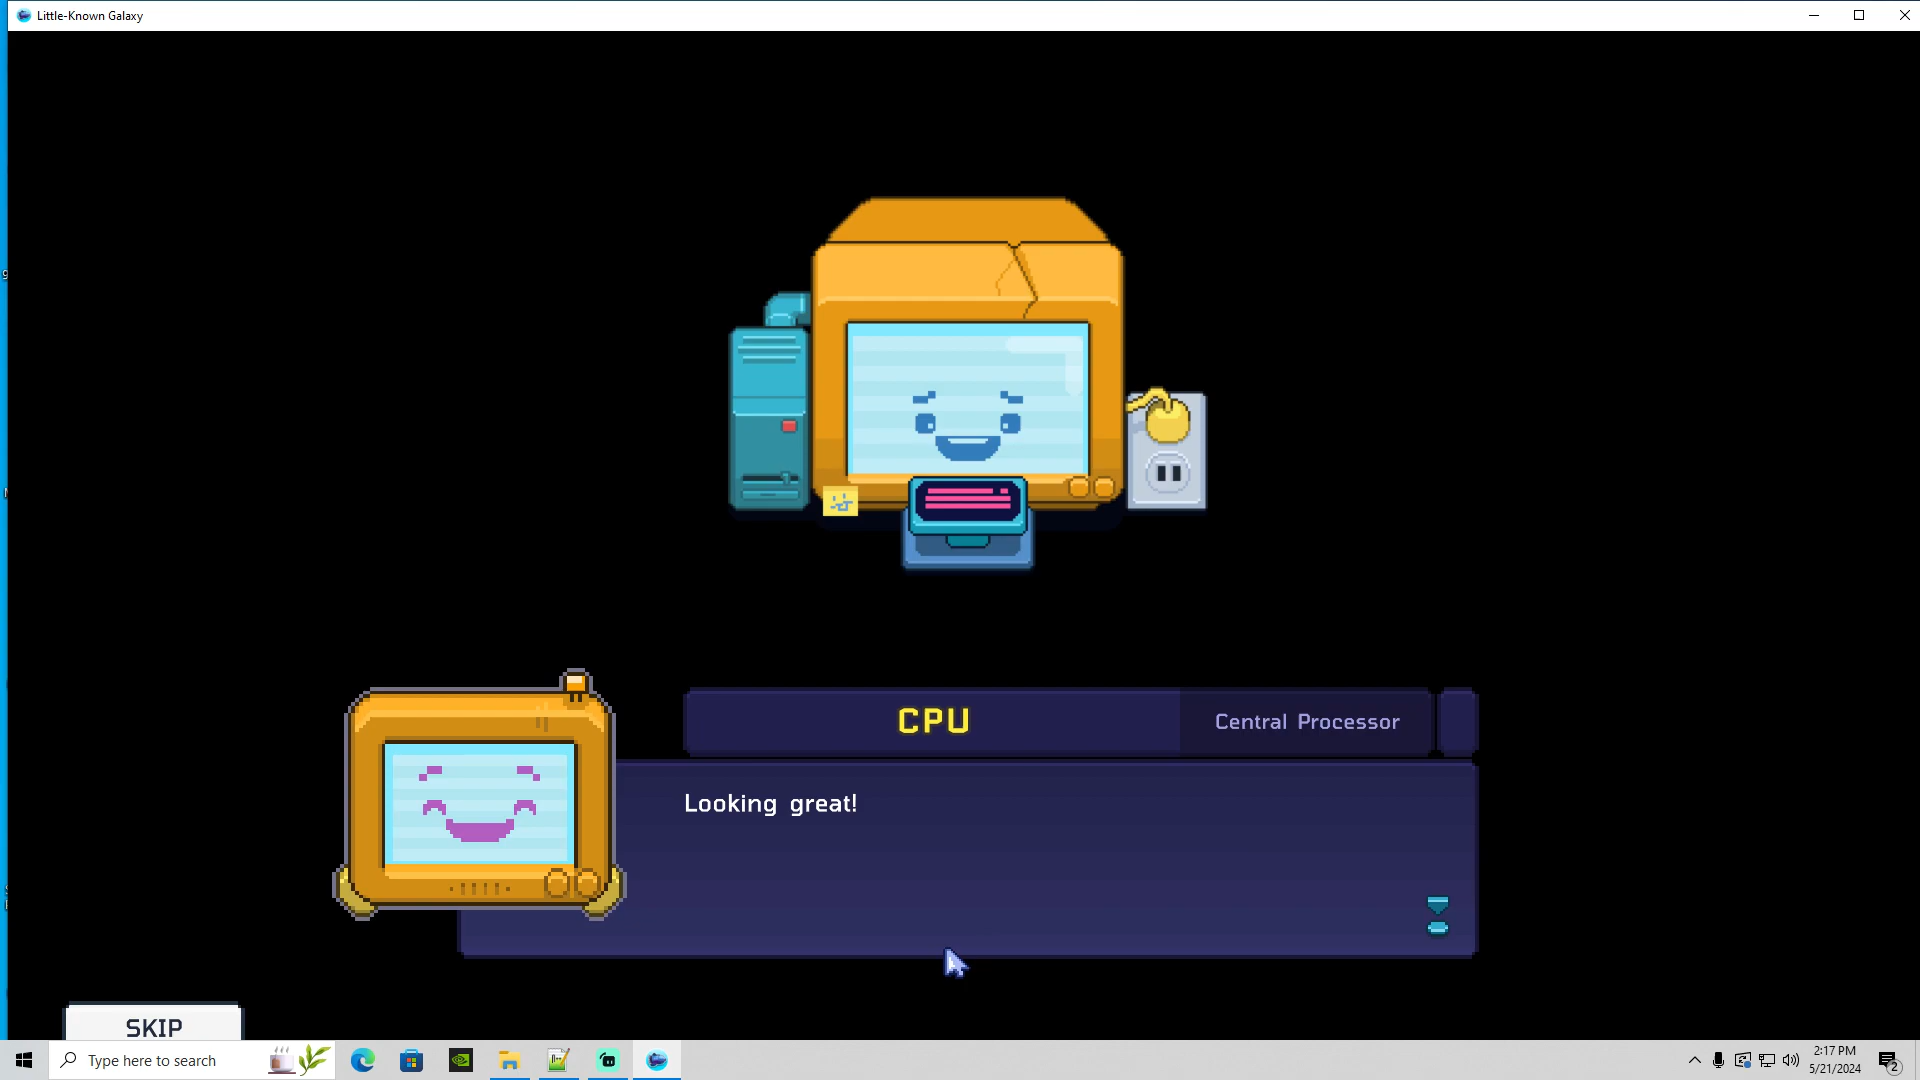 Little-Known Galaxy
CPU
Central Processor
Looking great!
SKIP
Type here to search
2:17 PM
5/21/2024
2